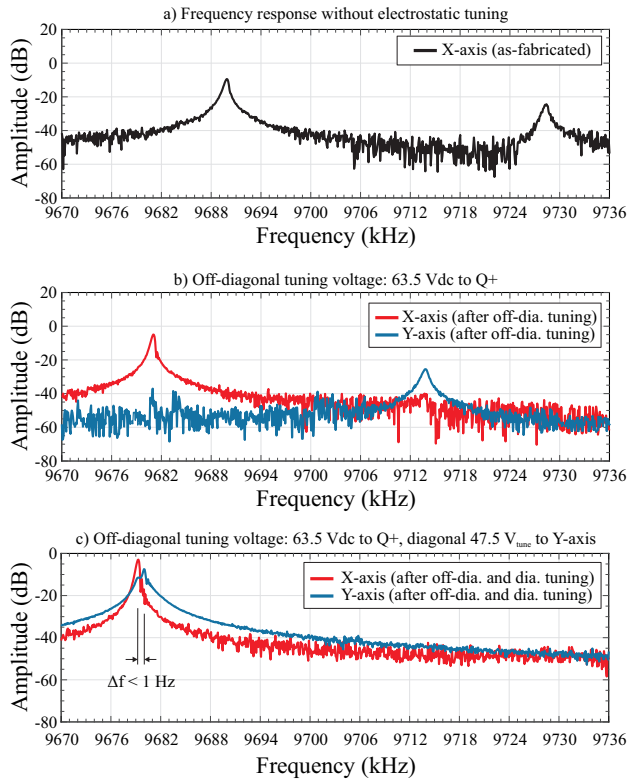 a) Frequency response without electrostatic tuning
Amplitude (dB)
20
0
-20
-40
-60
-80
X-axis (as-fabricated)
9670 9676 9682 9688 9694 9700 9706 9712 9718 9724 9730 9736
Frequency (kHz)
b) Off-diagonal tuning voltage: 63.5 Vdc to Q+
Amplitude (dB)
20
0
-20
-40
-60
-80
X-axis (after off-dia. tuning)
Y-axis (after off-dia. tuning)
9670 9676 9682 9688 9694 9700 9706 9712 9718 9724 9730 9736
Frequency (kHz)
c) Off-diagonal tuning voltage: 63.5 Vdc to Q+, diagonal 47.5 Vtune to Y-axis
Amplitude (dB)
0
-20
-40
-60
-80
X-axis (after off-dia. and dia. tuning)
Y-axis (after off-dia. and dia. tuning)
Δf < 1 Hz
9670 9676 9682 9688 9694 9700 9706 9712 9718 9724 9730 9736
Frequency (kHz)